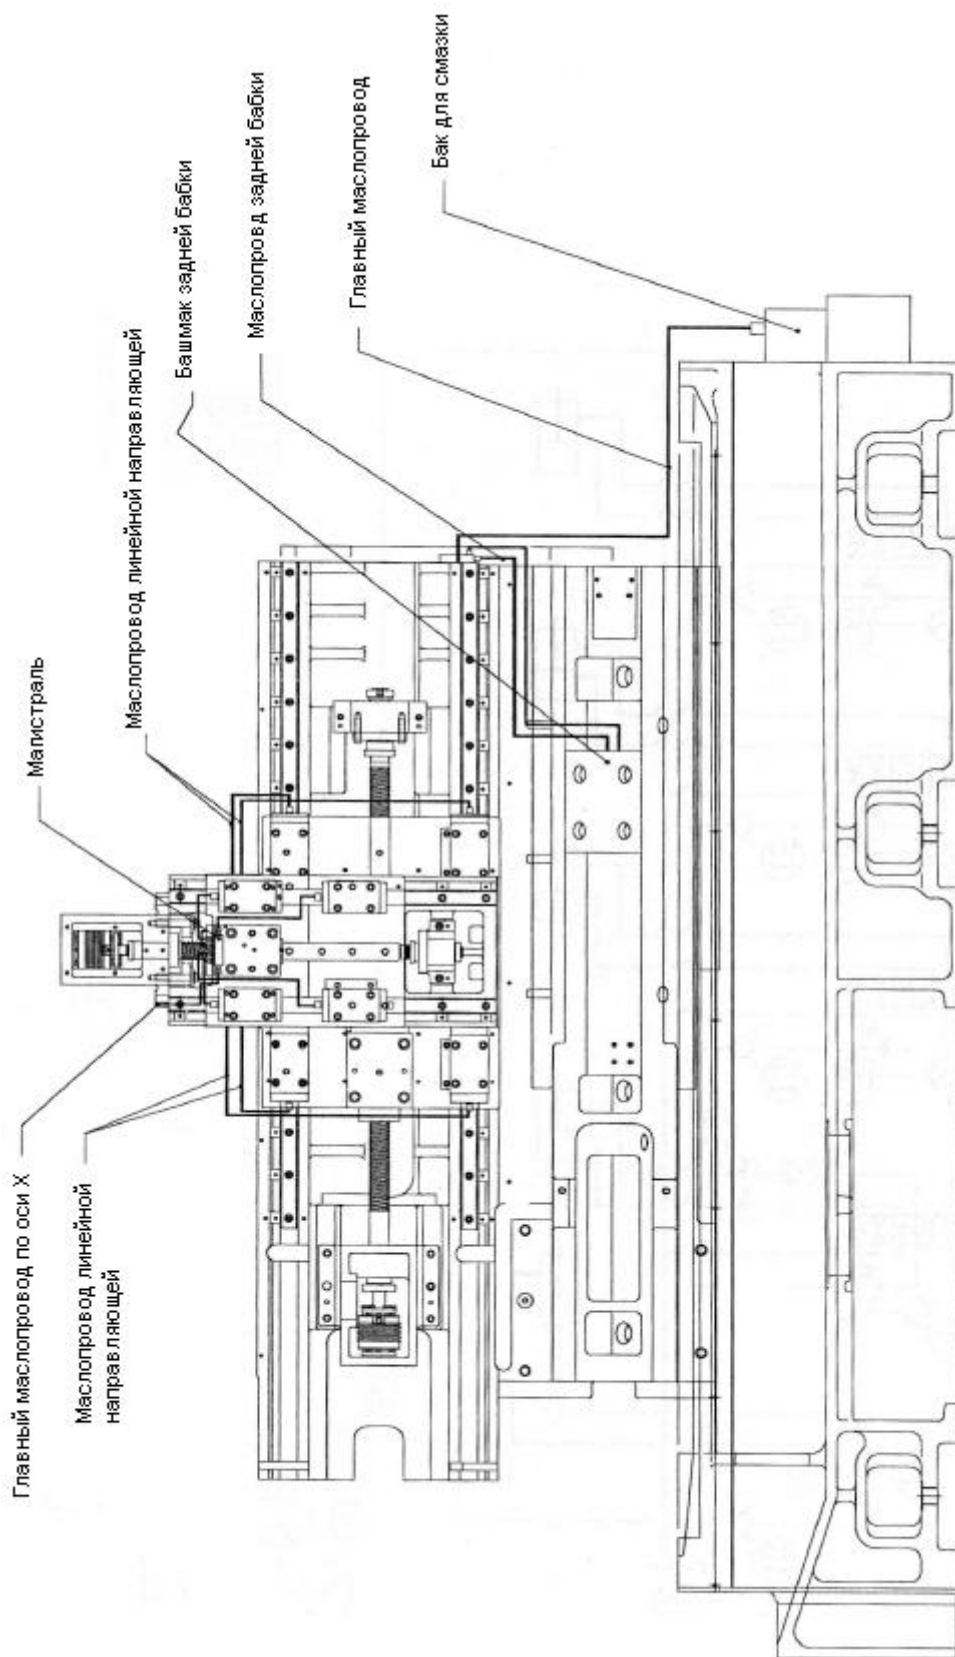 Главный маслопровод по оси X
Маслопровод линейной
направляющей
Магистраль
Маслопровод линейной направляющей
Башмак задней бабки
Маслопровд задней бабки
Главный маслопровод
Бак для смазки